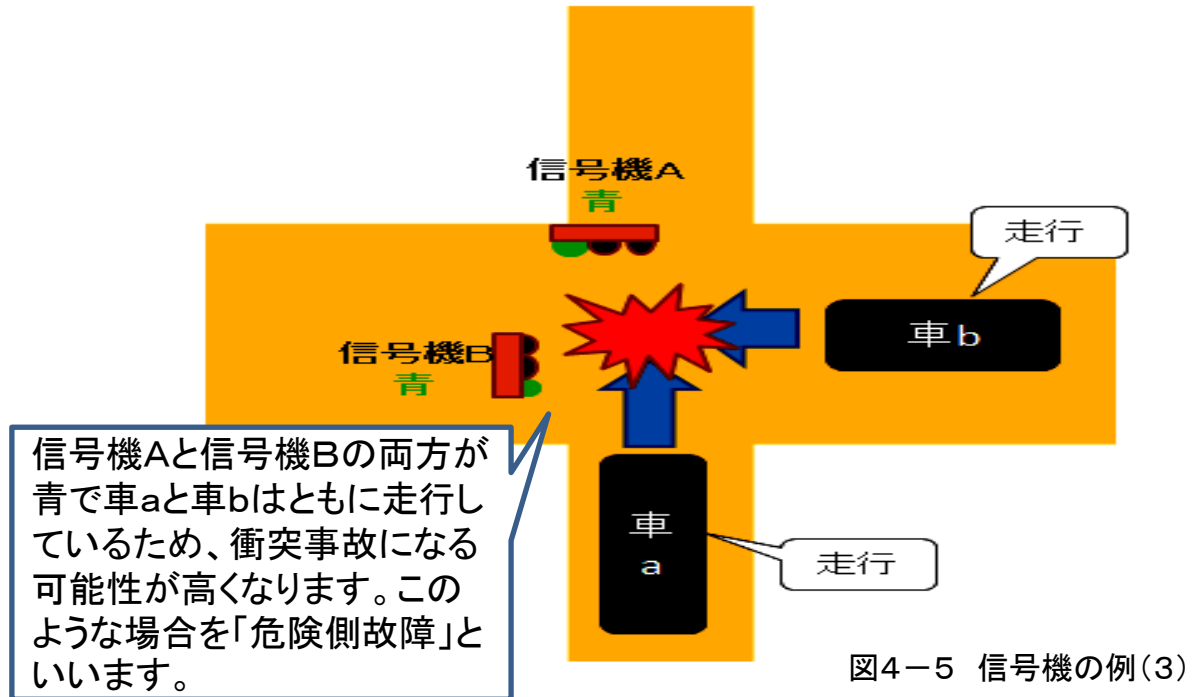 信号機A
青
走行
車b
信号機B
青
信号機Aと信号機Bの両方が
青で車aと車bはともに走行し
ているため、衝突事故になる
可能性が高くなります。この
ような場合を「危険側故障」と
いいます。
車
a
走行
図4-5 信号機の例(3)